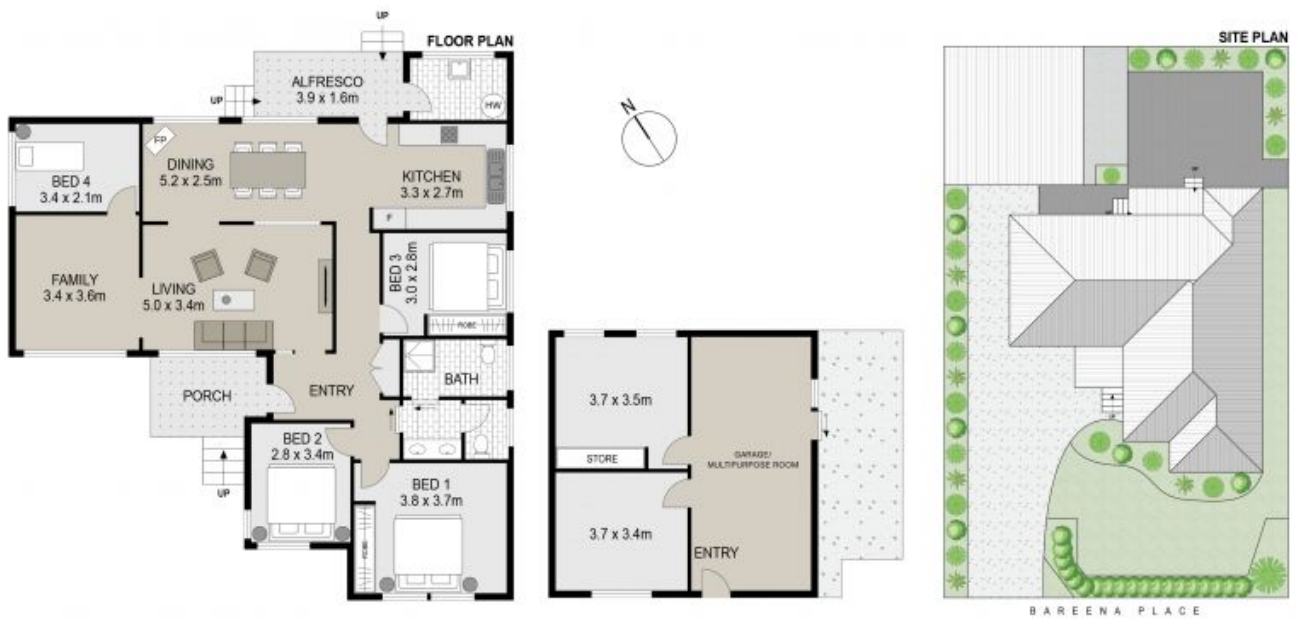 UP
FLOOR PLAN
ALFRESCO
3.9 x 1.6m
UP
HW
FP
DINING
5.2 x 2.5m
KITCHEN
3.3 x 2.7m
BED 4
3.4 x 2.1m
F
BED 3
3.0 x 2.8m
FAMILY
3.4 x 3.6m
LIVING
5.0 x 3.4m
ROBE
PORCH
ENTRY
BATH
BED 2
2.8 x 3.4m
UP
BED 1
3.8 x 3.7m
ROBE
N
3.7 x 3.5m
STORE
GARAGE/
MULTIPURPOSE ROOM
3.7 x 3.4m
ENTRY
SITE PLAN
UP
BAREENA PLACE